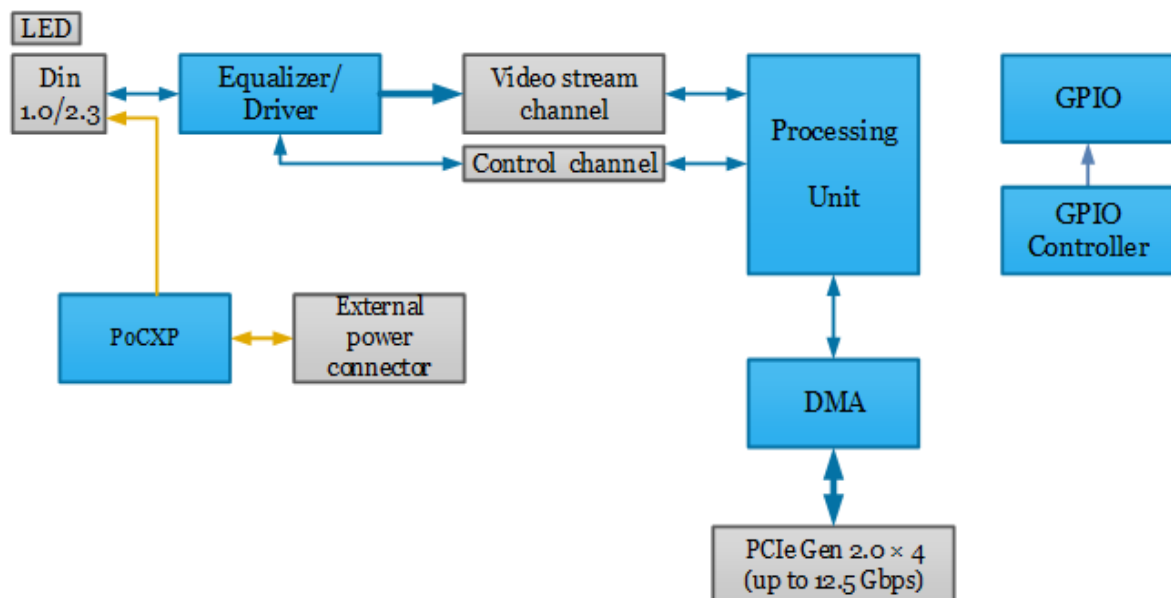 LED
Din
1.0/2.3
Equalizer/
Driver
Video stream
channel
Control channel
Processing
Unit
GPIO
GPIO
Controller
PoCXP
External
power
connector
DMA
PCIe Gen 2.0 × 4
(up to 12.5 Gbps)